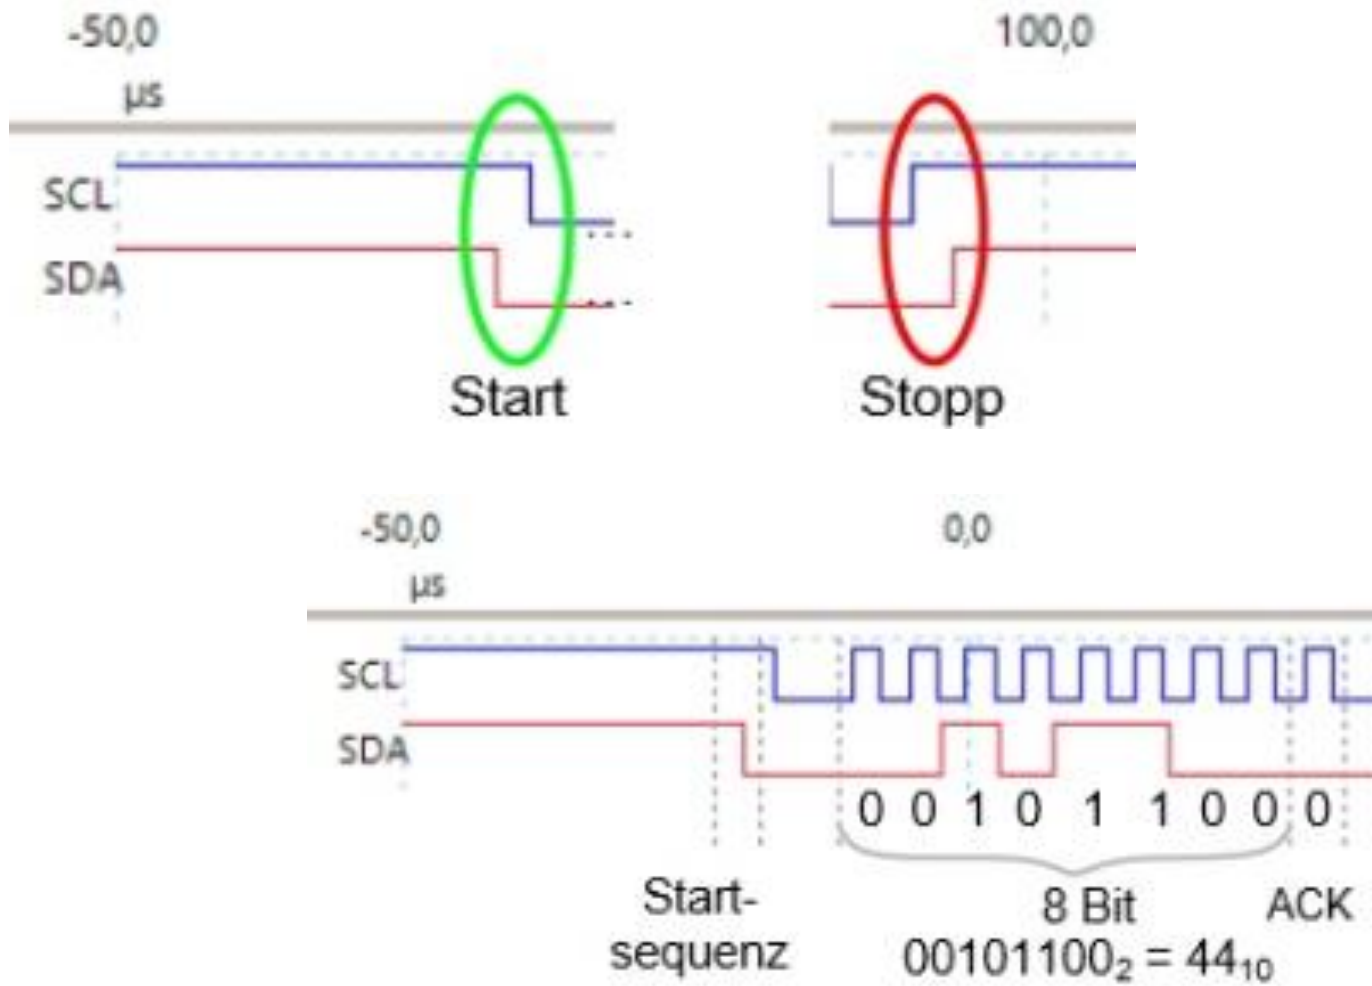 -50,0 100,0
µs
SCL
SDA
Start Stopp
-50,0 0,0
µs
SCL
SDA
0 0 1 0 1 1 0 0 0
Start-
sequenz
8 Bit ACK
00101100₂ = 44₁₀